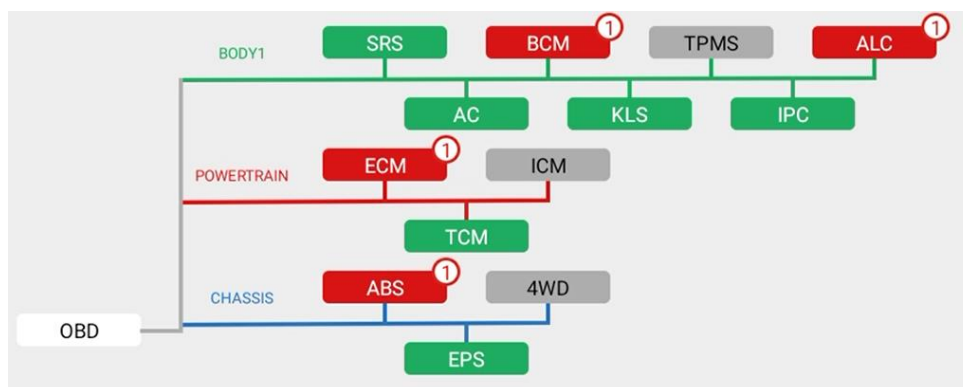 SRS
BCM
1
TPMS
ALC
1
BODY1
AC
KLS
IPC
ECM
1
ICM
POWERTRAIN
TCM
ABS
1
4WD
CHASSIS
OBD
EPS